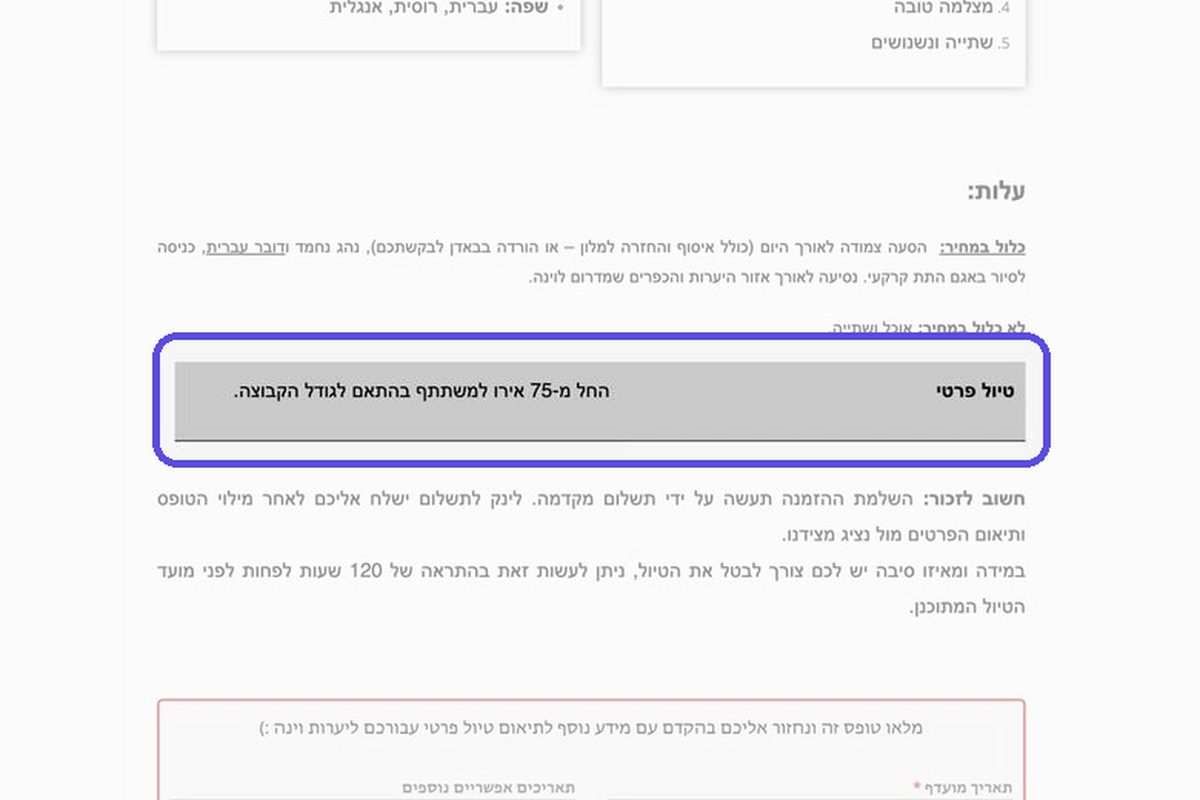 4. מצלמה טובה
5. שתייה ונשנושים
• שפה: עברית, רוסית, אנגלית
עלות:
כלול במחיר: הסעה צמודה לאורך היום (כולל איסוף והחזרה למלון – או הורדה בבאדן לבקשתכם), נהג נחמד ודובר עברית, כניסה
לסיור באגם התת קרקעי. נסיעה לאורך אזור היערות והכפרים שמדרום לוינה.
לא כלול במחיר: אוכל ושתייה.
טיול פרטי החל מ-75 אירו למשתתף בהתאם לגודל הקבוצה.
חשוב לזכור: השלמת ההזמנה תעשה על ידי תשלום מקדמה. לינק לתשלום ישלח אליכם לאחר מילוי הטופס
ותיאום הפרטים מול נציג מצידנו.
במידה ומאיזו סיבה יש לכם צורך לבטל את הטיול, ניתן לעשות זאת בהתראה של 120 שעות לפחות לפני מועד
הטיול המתוכנן.
מלאו טופס זה ונחזור אליכם בהקדם עם מידע נוסף לתיאום טיול פרטי עבורכם ליערות וינה :)
תאריך מועדף *
תאריכים אפשריים נוספים